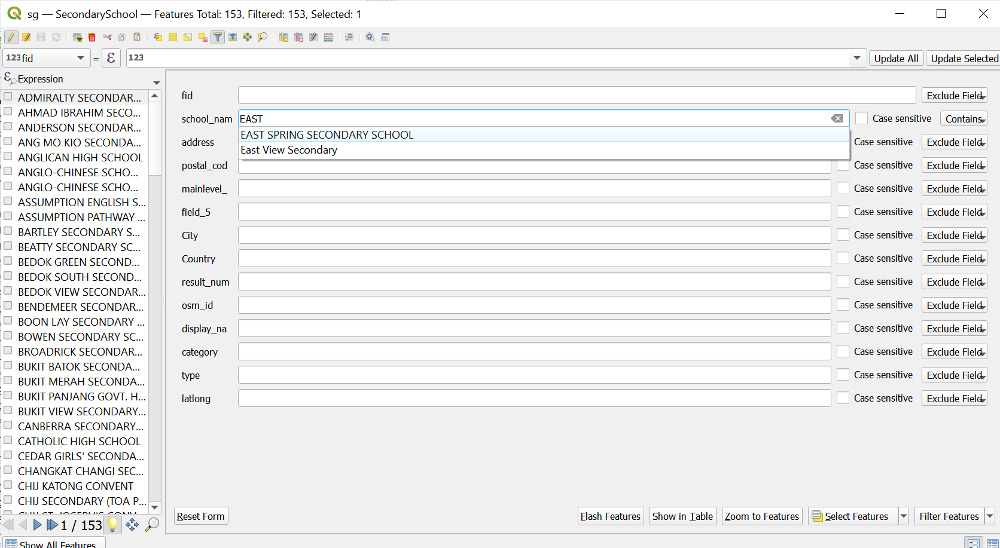 sg — SecondarySchool — Features Total: 153, Filtered: 153, Selected: 1
123 fid = ε 123 Update All Update Selected
Expression
ADMIRALTY SECONDAR...
AHMAD IBRAHIM SECO...
ANDERSON SECONDAR...
ANG MO KIO SECONDA...
ANGLICAN HIGH SCHOOL
ANGLO-CHINESE SCHO...
ANGLO-CHINESE SCHO...
ASSUMPTION ENGLISH S...
ASSUMPTION PATHWAY ...
BARTLEY SECONDARY S...
BEATTY SECONDARY SC...
BEDOK GREEN SECOND...
BEDOK SOUTH SECOND...
BEDOK VIEW SECONDAR...
BENDEMEER SECONDAR...
BOON LAY SECONDARY ...
BOWEN SECONDARY SC...
BROADRICK SECONDAR...
BUKIT BATOK SECONDA...
BUKIT MERAH SECONDA...
BUKIT PANJANG GOVT. H...
BUKIT VIEW SECONDARY...
CANBERRA SECONDARY...
CATHOLIC HIGH SCHOOL
CEDAR GIRLS' SECONDA...
CHANGKAT CHANGI SEC...
CHIJ KATONG CONVENT
CHIJ SECONDARY (TOA P...
1 / 153
Show All Features
fid Exclude Field
school_nam EAST Case sensitive Contains
EAST SPRING SECONDARY SCHOOL
East View Secondary
address Case sensitive Exclude Field
postal_cod Case sensitive Exclude Field
mainlevel_ Case sensitive Exclude Field
field_5 Case sensitive Exclude Field
City Case sensitive Exclude Field
Country Case sensitive Exclude Field
result_num Case sensitive Exclude Field
osm_id Case sensitive Exclude Field
display_na Case sensitive Exclude Field
category Case sensitive Exclude Field
type Case sensitive Exclude Field
latlong Case sensitive Exclude Field
Reset Form Flash Features Show in Table Zoom to Features Select Features Filter Features